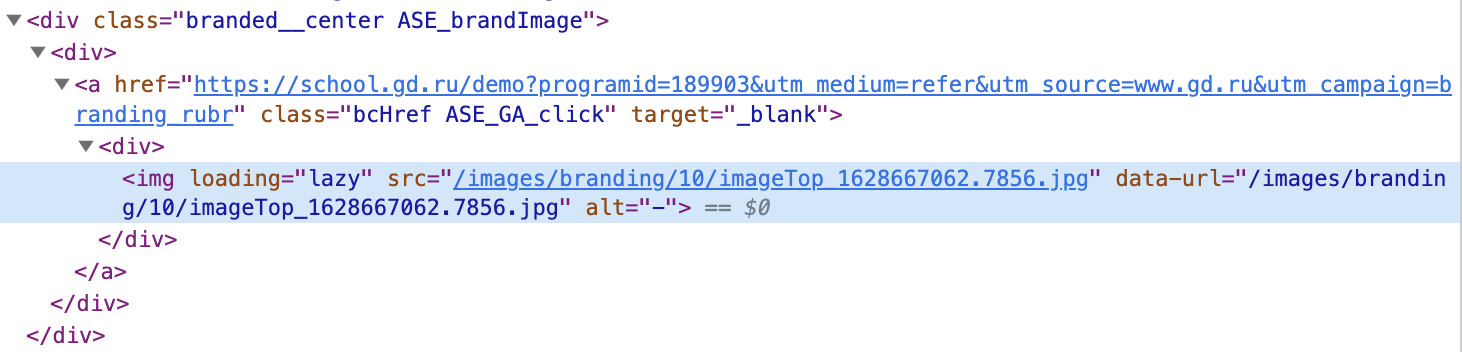 ▼<div class="branded__center ASE_brandImage">
▼<div>
▼<a href="https://school.gd.ru/demo?programid=189903&utm_medium=refer&utm_source=www.gd.ru&utm_campaign=b
randing_rubr" class="bcHref ASE_GA_click" target="_blank">
▼<div>
<img loading="lazy" src="/images/branding/10/imageTop_1628667062.7856.jpg" data-url="/images/brandin
g/10/imageTop_1628667062.7856.jpg" alt="—"> == $0
</div>
</a>
</div>
</div>